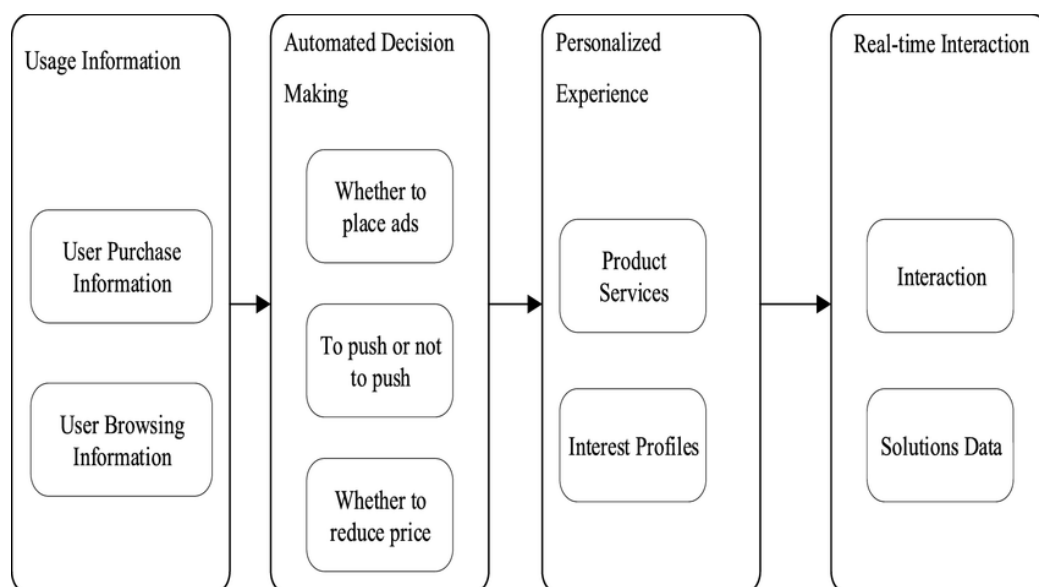 Usage Information
User Purchase
Information
User Browsing
Information
Automated Decision
Making
Whether to
place ads
To push or not
to push
Whether to
reduce price
Personalized
Experience
Product
Services
Interest Profiles
Real-time Interaction
Interaction
Solutions Data